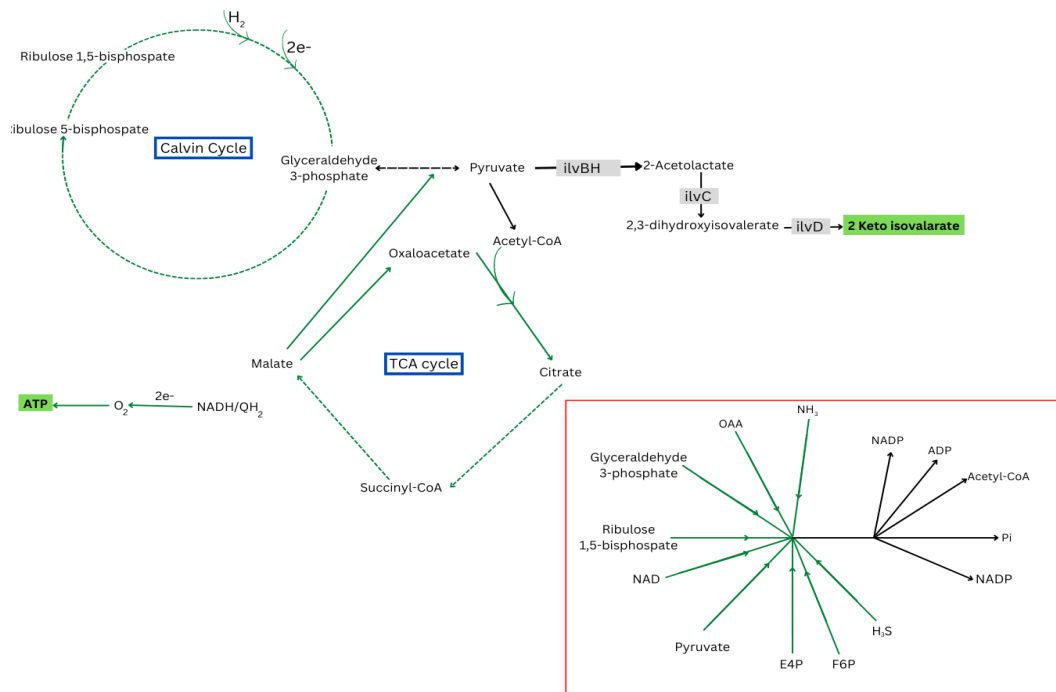 H₂
2e-
Ribulose 1,5-bisphospate
ibulose 5-bisphospate
Calvin Cycle
Glyceraldehyde
3-phosphate
Pyruvate
ilvBH
2-Acetolactate
ilvC
2,3-dihydroxyisovalerate
ilvD
2 Keto isovalarate
Acetyl-CoA
Oxaloacetate
Malate
TCA cycle
Citrate
ATP
O₂
2e-
NADH/QH₂
Succinyl-CoA
NH₃
OAA
NADP
ADP
Glyceraldehyde
3-phosphate
Acetyl-CoA
Ribulose
1,5-bisphospate
Pi
NAD
NADP
H₃S
Pyruvate
E4P
F6P